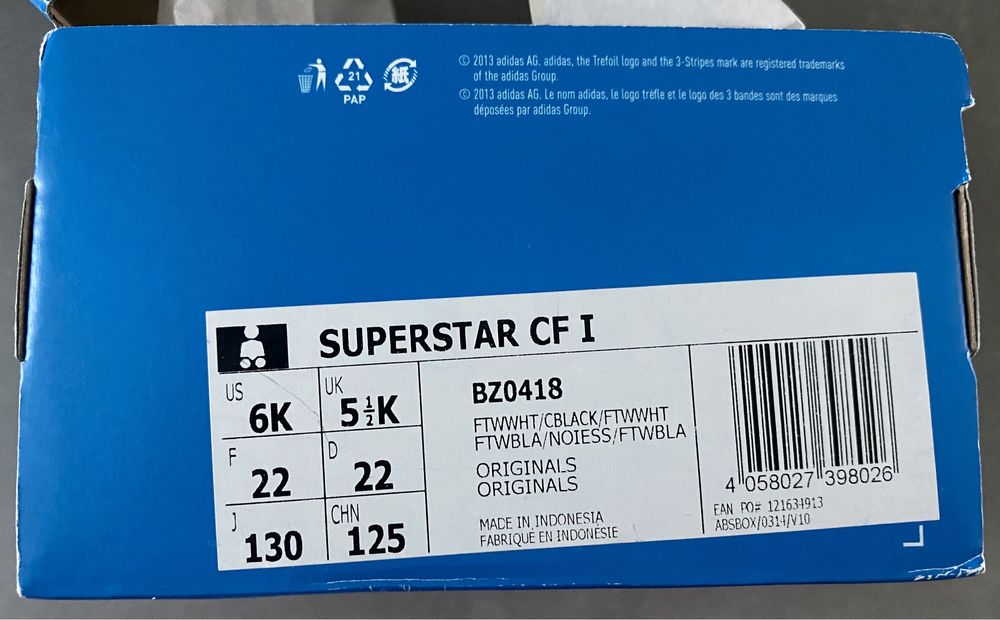 © 2013 adidas AG. adidas, the Trefoil logo and the 3-Stripes mark are registered trademarks
of the adidas Group.
© 2013 adidas AG. Le nom adidas, le logo trèfle et le logo des 3 bandes sont des marques
déposées par adidas Group.
21
PAP
紙
SUPERSTAR CF I
US 6K
UK 5½K
F 22
D 22
J 130
CHN 125
BZ0418
FTWWHT/CBLACK/FTWWHT
FTWBLA/NOIESS/FTWBLA
ORIGINALS
ORIGINALS
MADE IN INDONESIA
FABRIQUÉ EN INDONÉSIE
4 058027 398026
EAN PO# 121634913
ABSBOX/0314/V10